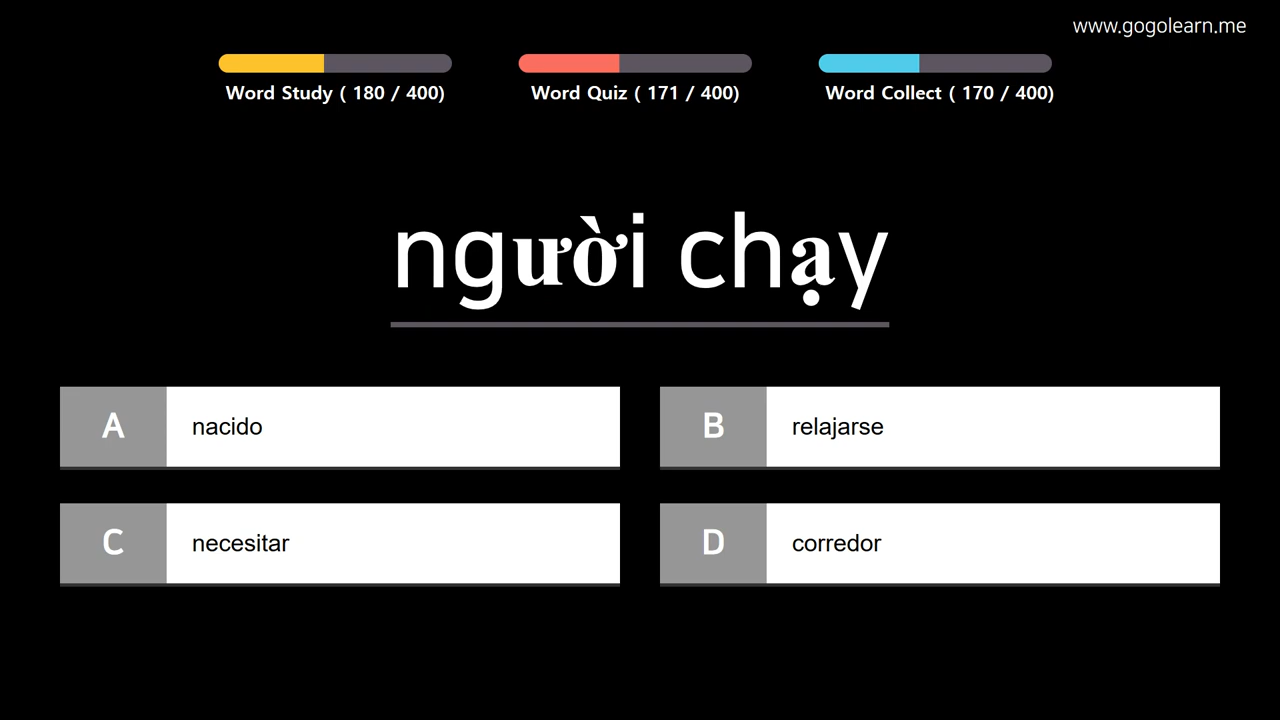 www.gogolearn.me
Word Study ( 180 / 400) Word Quiz ( 171 / 400) Word Collect ( 170 / 400)
người chạy
A nacido B relajarse
C necesitar D corredor